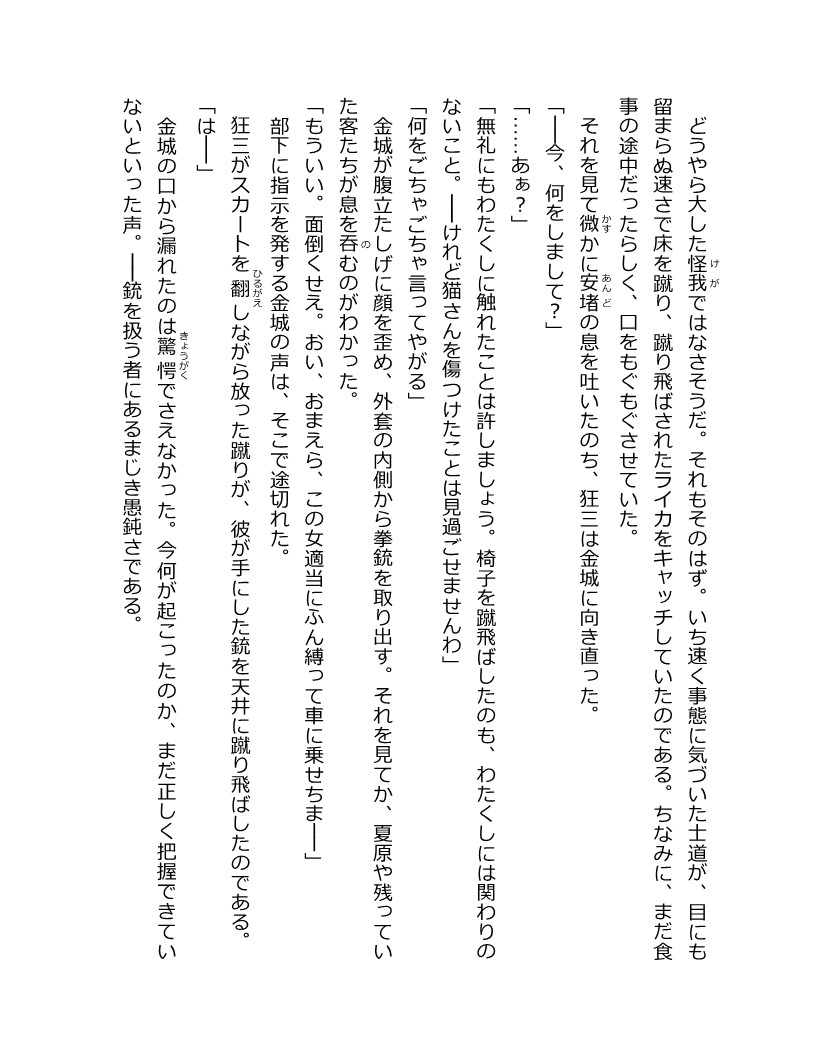 どうやら大した怪我ではなさそうだ。それもそのはず。いち速く事態に気づいた士道が、目にも
留まらぬ速さで床を蹴り、蹴り飛ばされたライカをキャッチしていたのである。ちなみに、まだ食
事の途中だったらしく、口をもぐもぐさせていた。
それを見て微かに安堵の息を吐いたのち、狂三は金城に向き直った。
「――今、何をしまして?」
「……あぁ?」
「無礼にもわたくしに触れたことは許しましょう。椅子を蹴飛ばしたのも、わたくしには関わりの
ないこと。――けれど猫さんを傷つけたことは見過ごせませんわ」
「何をごちゃごちゃ言ってやがる」
金城が腹立たしげに顔を歪め、外套の内側から拳銃を取り出す。それを見てか、夏原や残ってい
た客たちが息を呑むのがわかった。
「もういい。面倒くせえ。おい、おまえら、この女適当にふん縛って車に乗せちま――」
部下に指示を発する金城の声は、そこで途切れた。
狂三がスカートを翻しながら放った蹴りが、彼が手にした銃を天井に蹴り飛ばしたのである。
「は――」
金城の口から漏れたのは驚愕でさえなかった。今何が起こったのか、まだ正しく把握できてい
ないといった声。――銃を扱う者にあるまじき愚鈍さである。